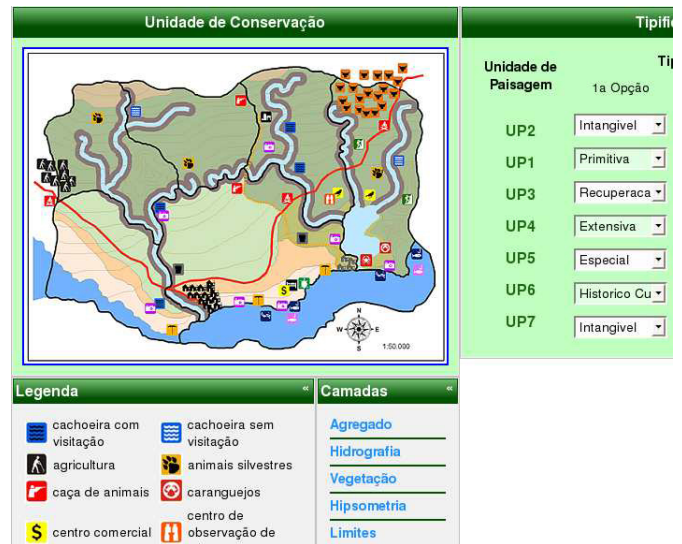 Unidade de Conservação
N
W
E
S
1:50.000
Tipifi
Unidade de
Paisagem
Ti
1a Opção
UP2 Intangivel
UP1 Primitiva
UP3 Recuperaca
UP4 Extensiva
UP5 Especial
UP6 Historico Cu
UP7 Intangivel
Legenda «
cachoeira com
visitação
cachoeira sem
visitação
agricultura
animais silvestres
caça de animais
caranguejos
$ centro comercial
centro de
observação de
Camadas «
Agregado
Hidrografia
Vegetação
Hipsometria
Limites